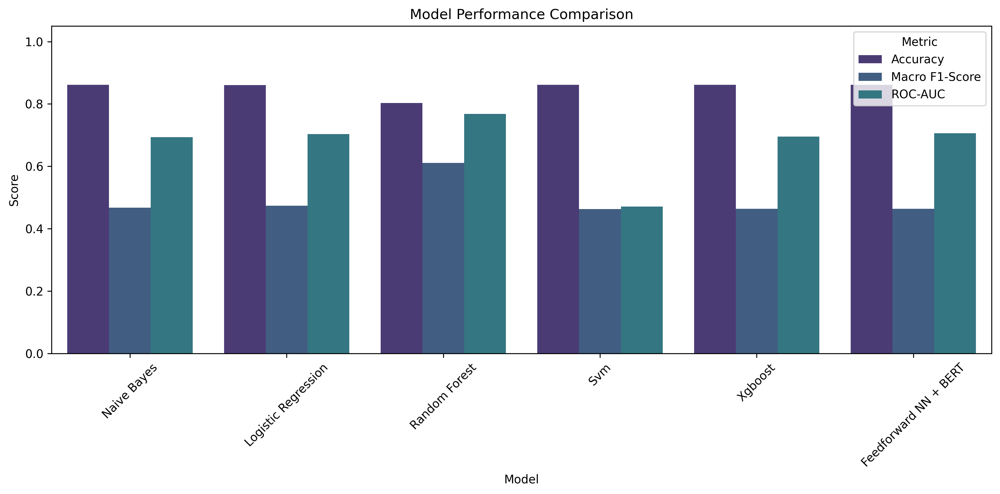 Model Performance Comparison
1.0
0.8
0.6
0.4
0.2
0.0
Score
Metric
Accuracy
Macro F1-Score
ROC-AUC
Naive Bayes
Logistic Regression
Random Forest
Svm
Xgboost
Feedforward NN + BERT
Model